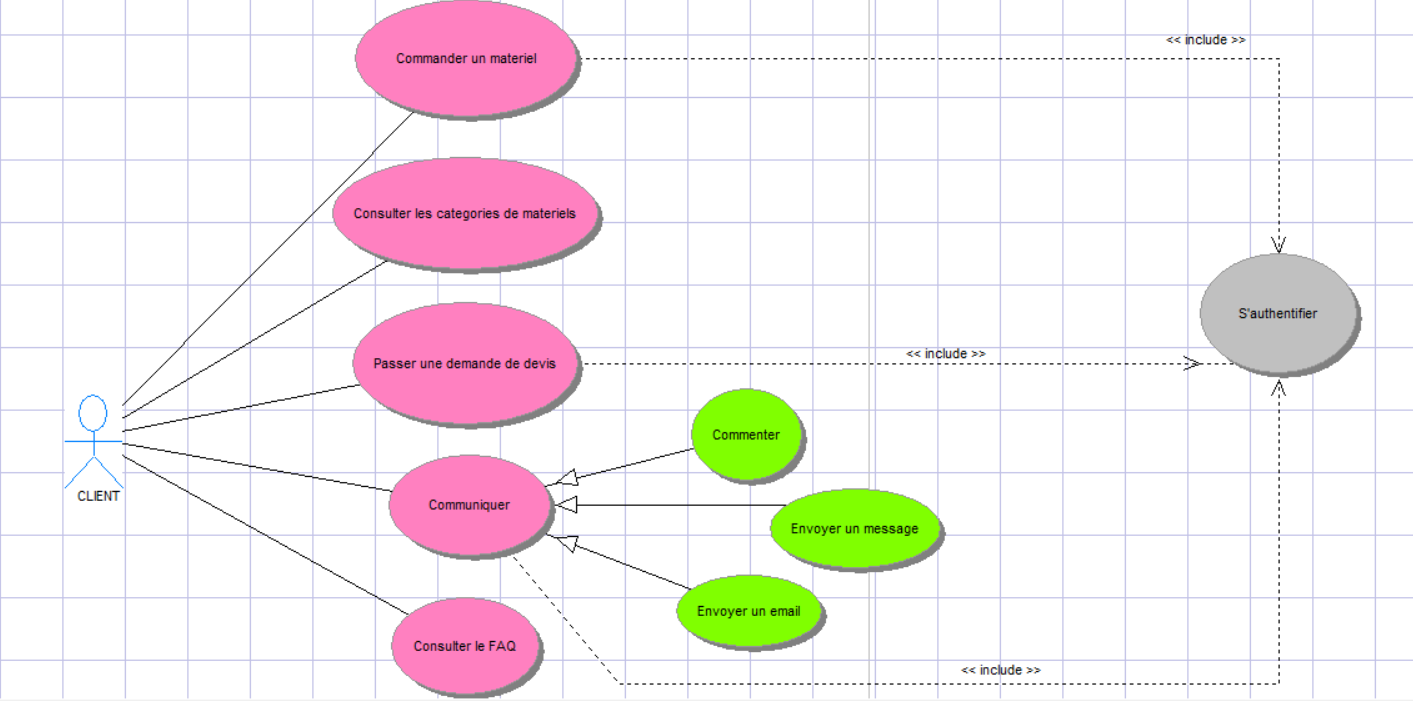 Commander un materiel
<< include >>
Consulter les categories de materiels
S'authentifier
<< include >>
Passer une demande de devis
Commenter
CLIENT
Communiquer
Envoyer un message
Envoyer un email
Consulter le FAQ
<< include >>